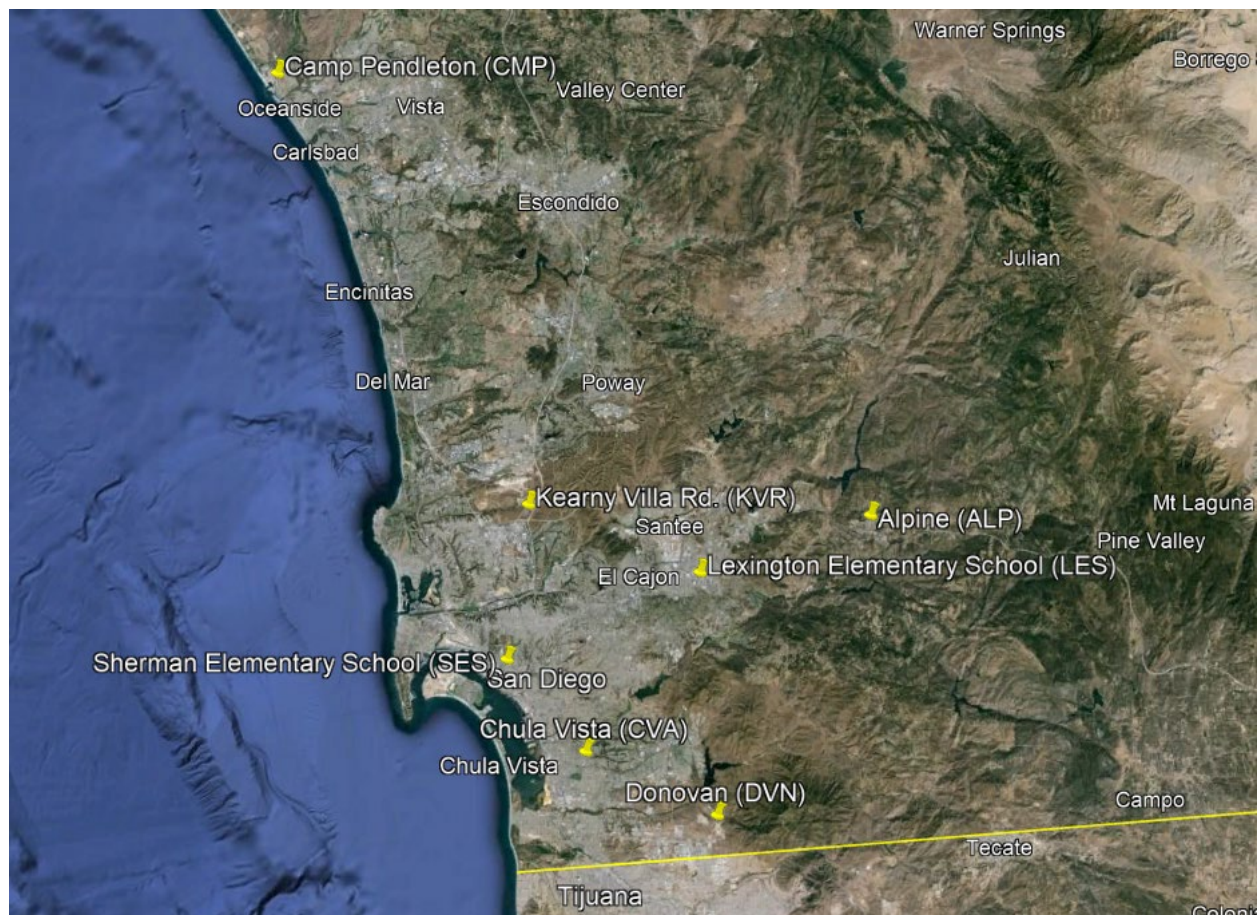 Warner Springs
Borrego
Camp Pendleton (CMP)
Valley Center
Oceanside
Vista
Carlsbad
Escondido
Julian
Encinitas
Del Mar
Poway
Kearny Villa Rd. (KVR)
Mt Laguna
Santee
Alpine (ALP)
Pine Valley
Lexington Elementary School (LES)
El Cajon
Sherman Elementary School (SES)
San Diego
Chula Vista (CVA)
Chula Vista
Donovan (DVN)
Campo
Tecate
Tijuana